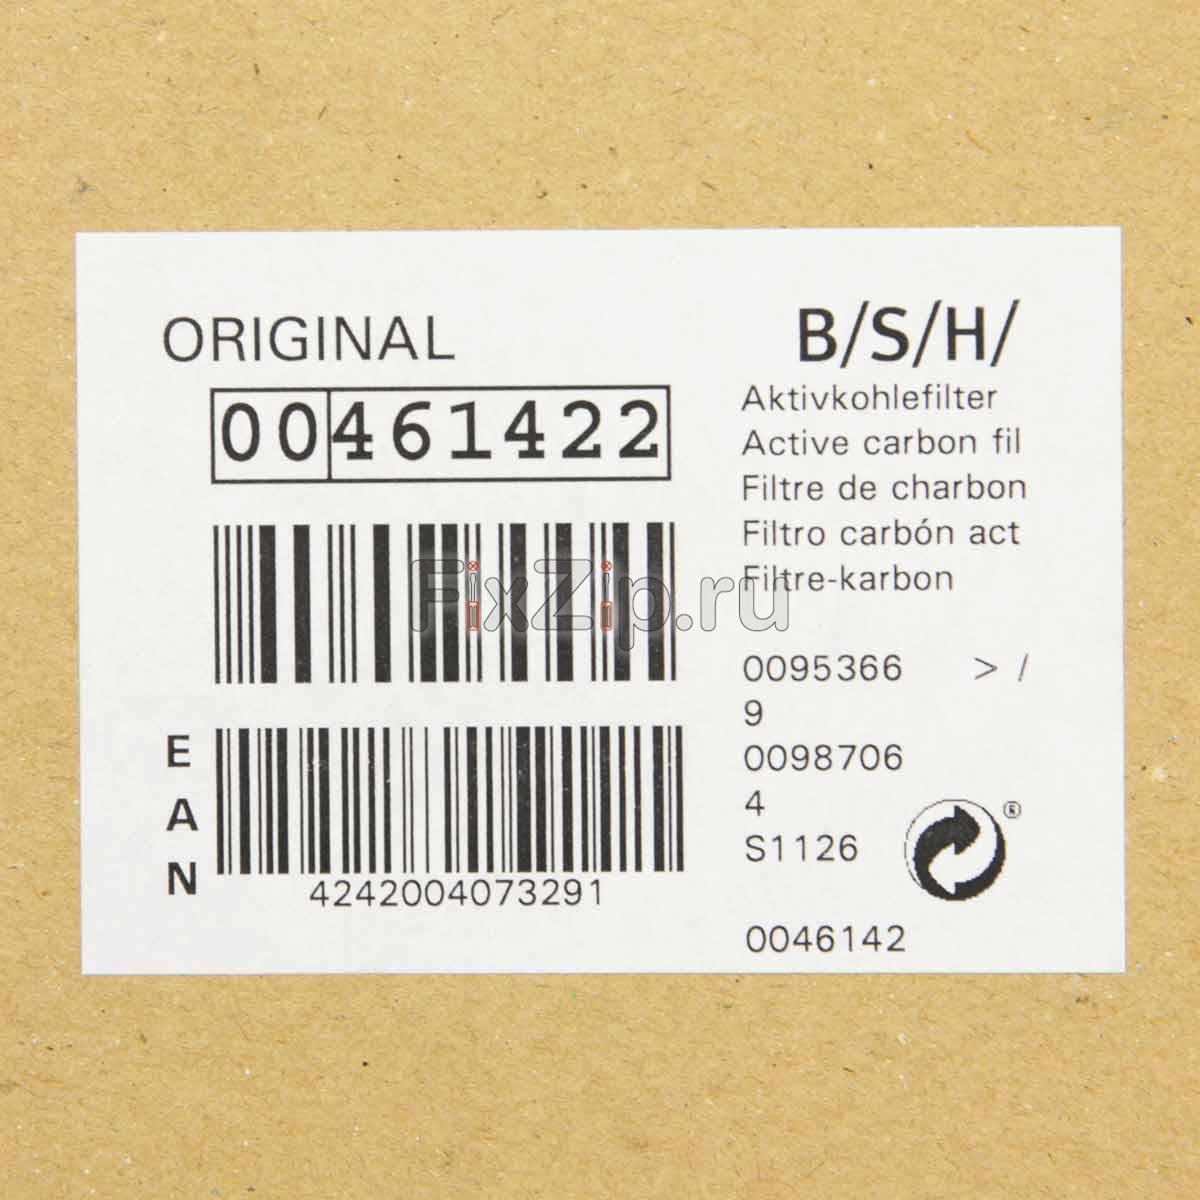 ORIGINAL
B/S/H/
00461422
Aktivkohlefilter
Active carbon fil
Filtre de charbon
Filtro carbón act
Filtre-karbon
FixZip.ru
0095366 > /
9
0098706
4
S1126
®
0046142
E
A
N
4242004073291